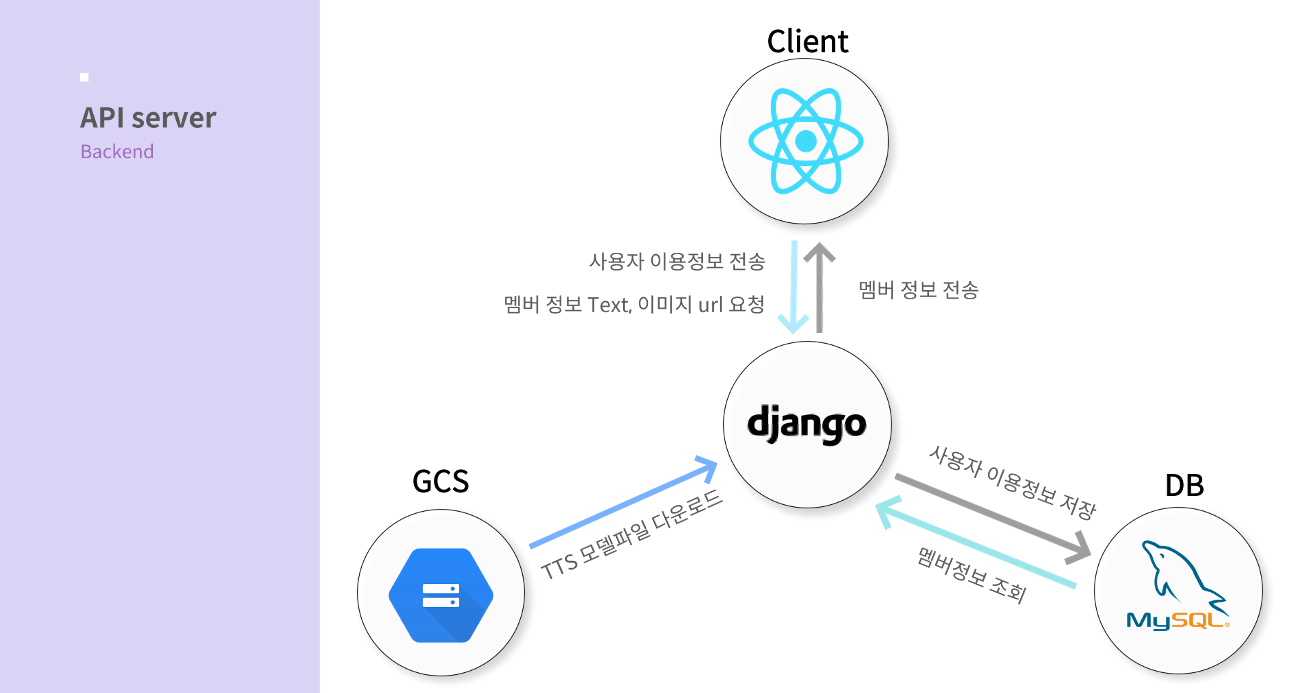 API server
Backend
Client
사용자 이용정보 전송
멤버 정보 Text, 이미지 url 요청
멤버 정보 전송
django
GCS
TTS 모델파일 다운로드
사용자 이용정보 저장
멤버정보 조회
DB
MySQL